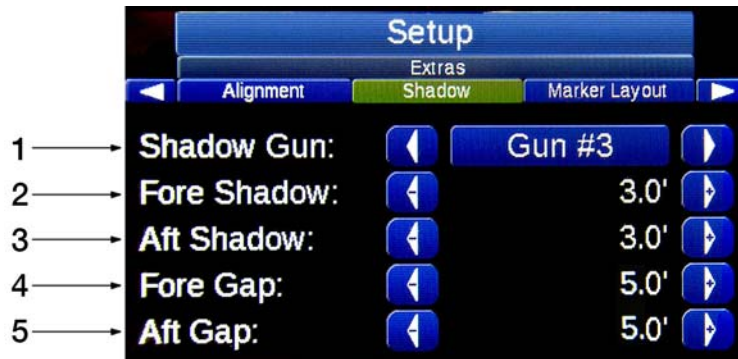 Setup
Extras
Alignment Shadow Marker Layout
1 Shadow Gun: Gun #3
2 Fore Shadow: - 3.0' +
3 Aft Shadow: - 3.0' +
4 Fore Gap: - 5.0' +
5 Aft Gap: - 5.0' +